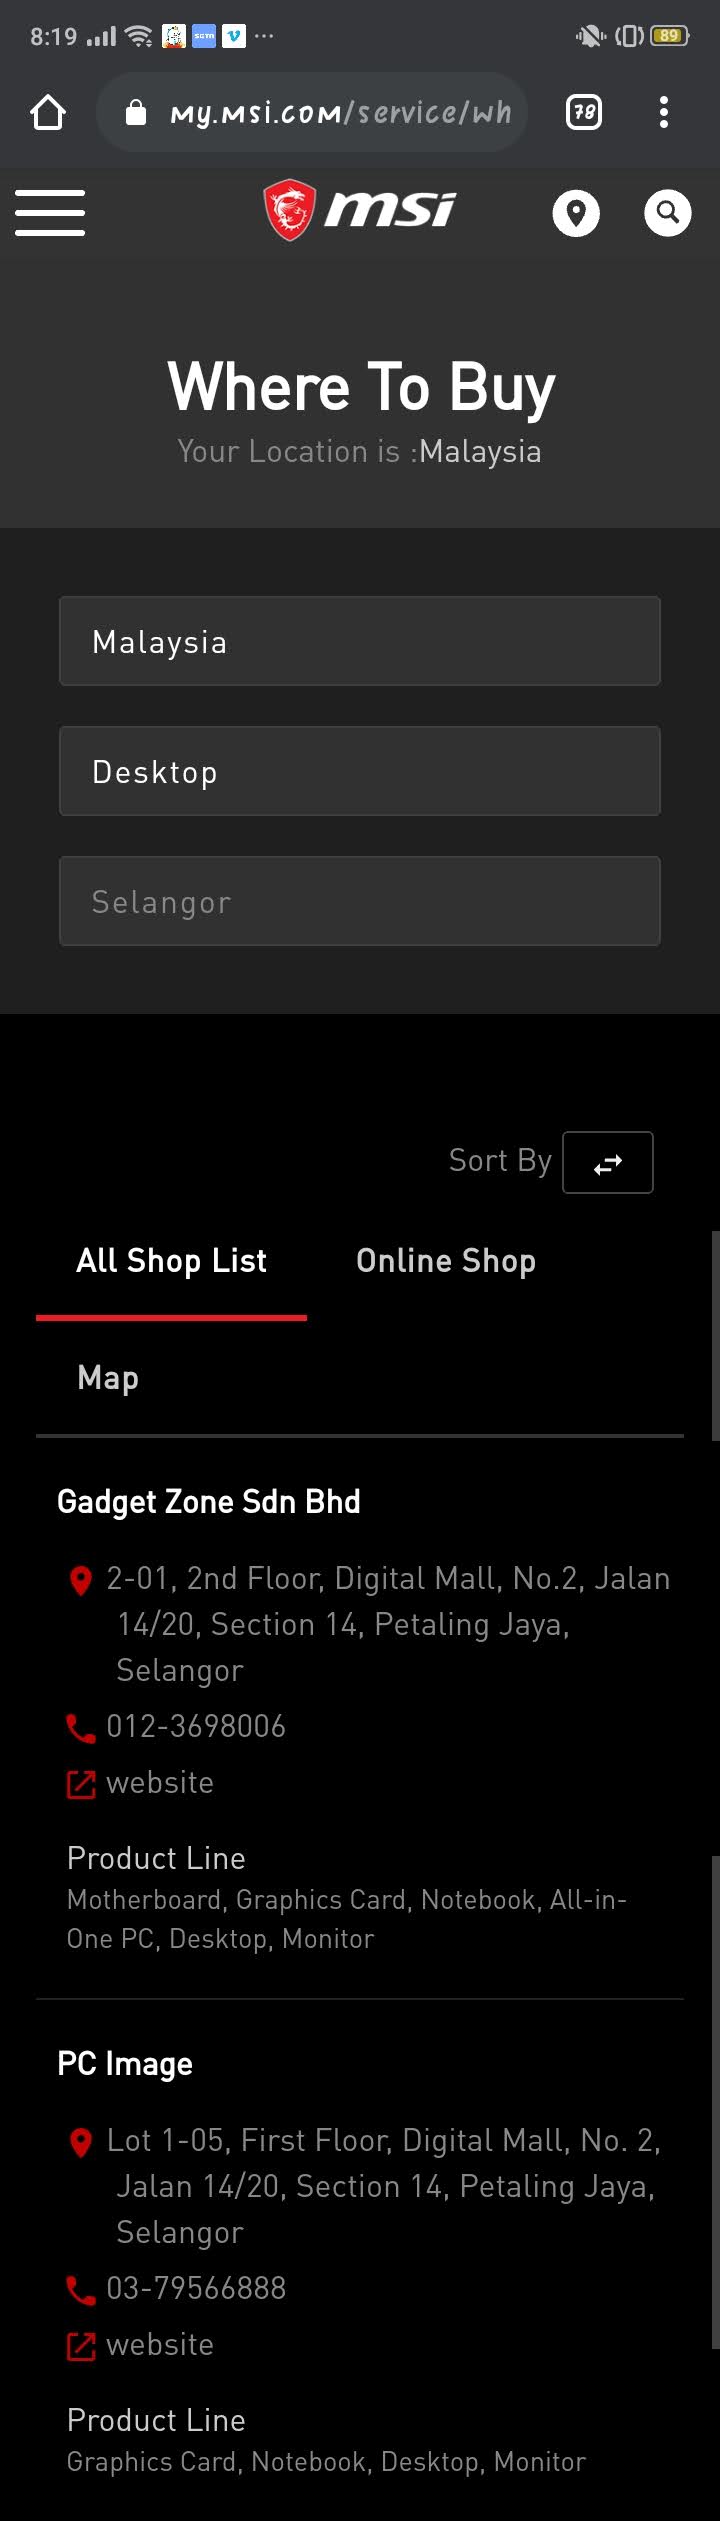 8:19
SGTN
89
my.msi.com/service/wh
78
msi
Where To Buy
Your Location is :Malaysia
Malaysia
Desktop
Selangor
Sort By
All Shop List
Online Shop
Map
Gadget Zone Sdn Bhd
2-01, 2nd Floor, Digital Mall, No.2, Jalan
14/20, Section 14, Petaling Jaya,
Selangor
012-3698006
website
Product Line
Motherboard, Graphics Card, Notebook, All-in-
One PC, Desktop, Monitor
PC Image
Lot 1-05, First Floor, Digital Mall, No. 2,
Jalan 14/20, Section 14, Petaling Jaya,
Selangor
03-79566888
website
Product Line
Graphics Card, Notebook, Desktop, Monitor